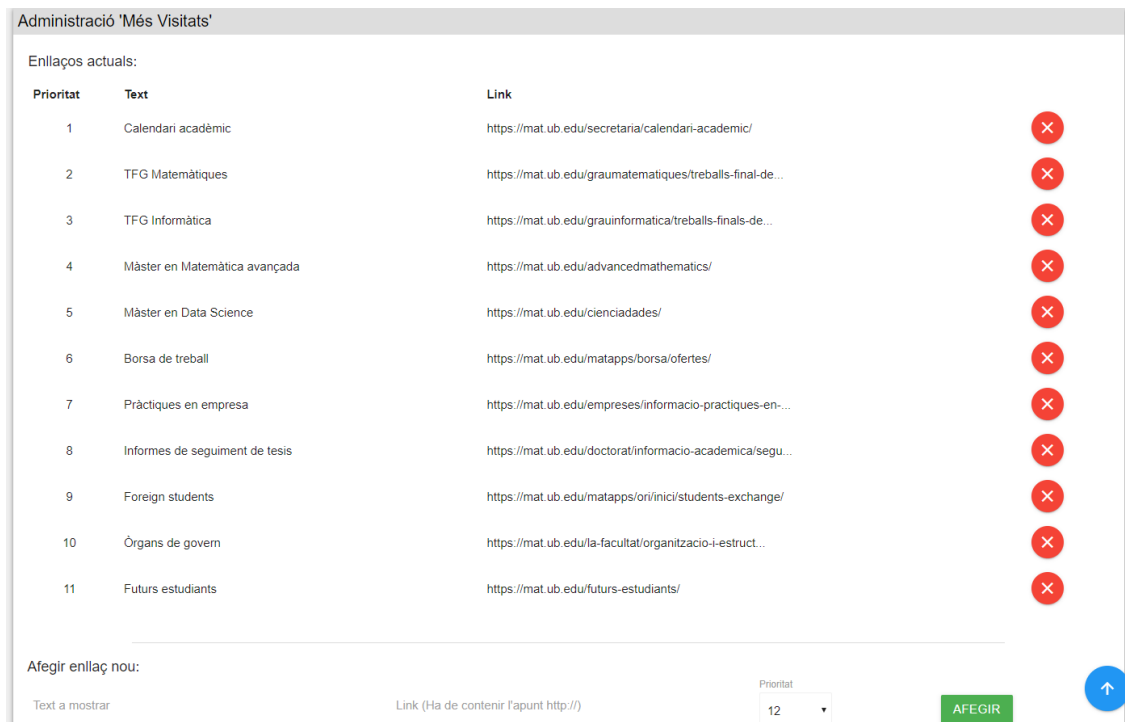 Administració 'Més Visitats'
Enllaços actuals:
Prioritat Text Link
1 Calendari acadèmic https://mat.ub.edu/secretaria/calendari-academic/
2 TFG Matemàtiques https://mat.ub.edu/graumatematiques/treballs-final-de...
3 TFG Informàtica https://mat.ub.edu/grauinformatica/treballs-finals-de...
4 Màster en Matemàtica avançada https://mat.ub.edu/advancedmathematics/
5 Màster en Data Science https://mat.ub.edu/cienciadades/
6 Borsa de treball https://mat.ub.edu/matapps/borsa/ofertes/
7 Pràctiques en empresa https://mat.ub.edu/empreses/informacio-practiques-en-...
8 Informes de seguiment de tesis https://mat.ub.edu/doctorat/informacio-academica/segu...
9 Foreign students https://mat.ub.edu/matapps/ori/inici/students-exchange/
10 Òrgans de govern https://mat.ub.edu/la-facultat/organitzacio-i-estruct...
11 Futurs estudiants https://mat.ub.edu/futurs-estudiants/
Afegir enllaç nou:
Prioritat
Text a mostrar Link (Ha de contenir l'apunt http://) 12 AFEGIR